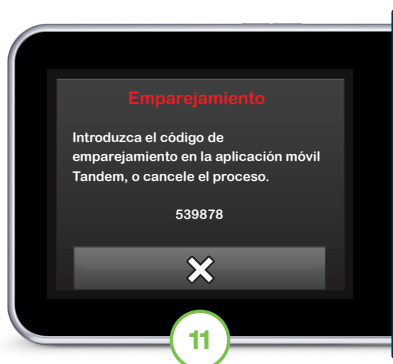 Emparejamiento
Introduzca el código de
emparejamiento en la aplicación móvil
Tandem, o cancele el proceso.
539878
11